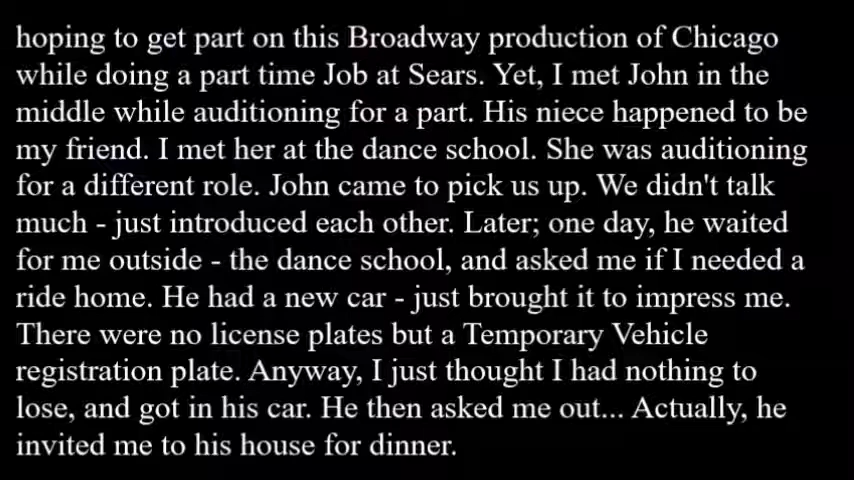 hoping to get part on this Broadway production of Chicago
while doing a part time Job at Sears. Yet, I met John in the
middle while auditioning for a part. His niece happened to be
my friend. I met her at the dance school. She was auditioning
for a different role. John came to pick us up. We didn't talk
much - just introduced each other. Later; one day, he waited
for me outside - the dance school, and asked me if I needed a
ride home. He had a new car - just brought it to impress me.
There were no license plates but a Temporary Vehicle
registration plate. Anyway, I just thought I had nothing to
lose, and got in his car. He then asked me out... Actually, he
invited me to his house for dinner.